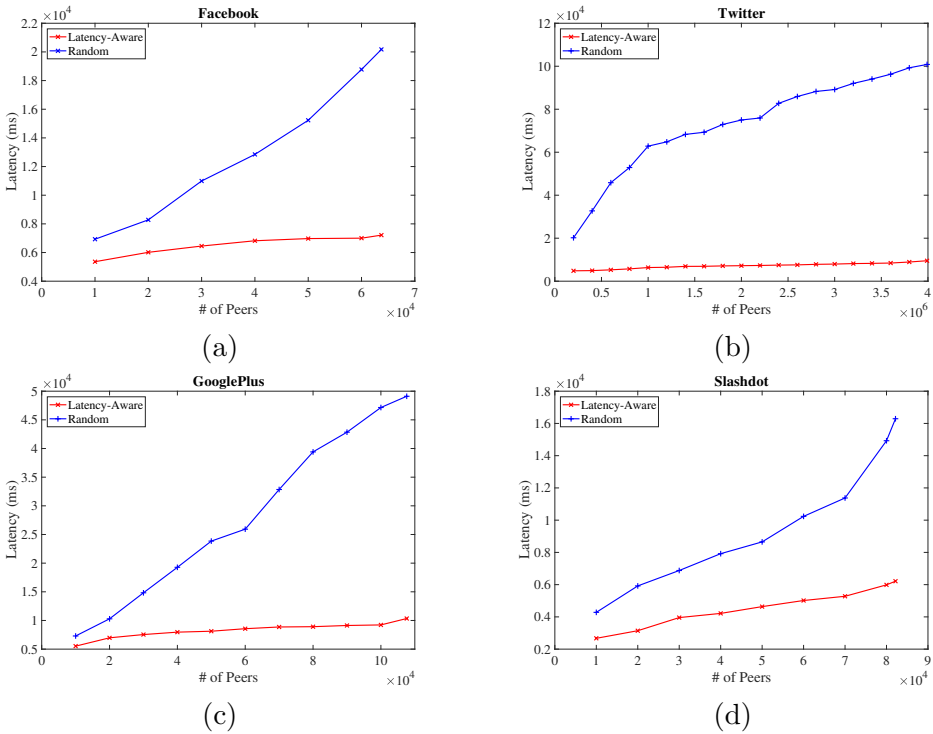 Facebook
×10^4
2.2
2
1.8
1.6
1.4
1.2
1
0.8
0.6
0.4
Latency (ms)
Latency-Aware
Random
0 1 2 3 4 5 6 7
# of Peers
×10^4
(a)
Twitter
×10^4
12
10
8
6
4
2
0
Latency (ms)
Latency-Aware
Random
0 0.5 1 1.5 2 2.5 3 3.5 4
# of Peers
×10^6
(b)
GooglePlus
×10^4
5
4.5
4
3.5
3
2.5
2
1.5
1
0.5
Latency (ms)
Latency-Aware
Random
0 2 4 6 8 10
# of Peers
×10^4
(c)
Slashdot
×10^4
1.8
1.6
1.4
1.2
1
0.8
0.6
0.4
0.2
Latency (ms)
Latency-Aware
Random
0 1 2 3 4 5 6 7 8 9
# of Peers
×10^4
(d)